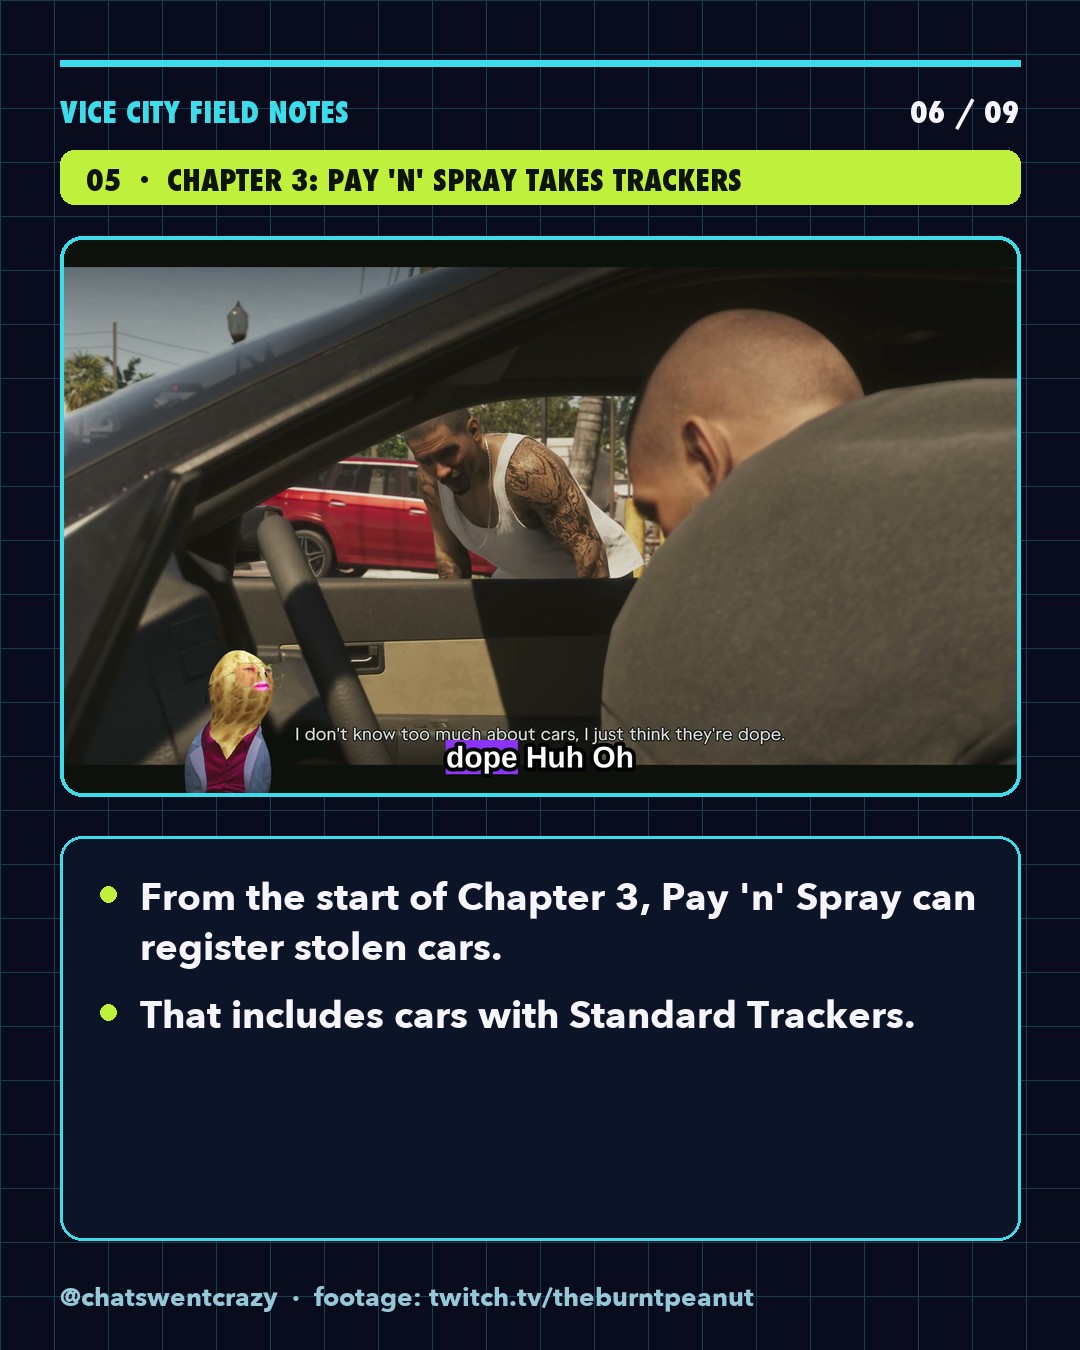 VICE CITY FIELD NOTES
06 / 09
05 · CHAPTER 3: PAY 'N' SPRAY TAKES TRACKERS
I don't know too much about cars, I just think they're dope.
dope Huh Oh
From the start of Chapter 3, Pay 'n' Spray can
register stolen cars.
That includes cars with Standard Trackers.
@chatswentcrazy · footage: twitch.tv/theburntpeanut